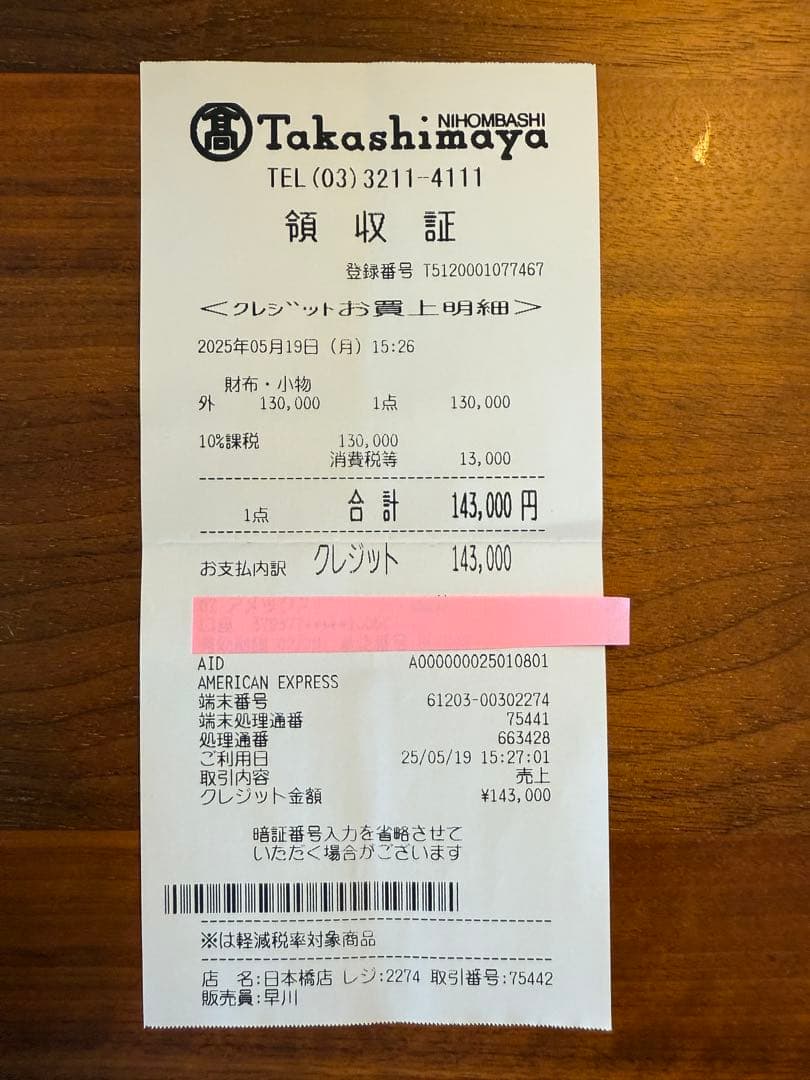 髙 Takashimaya NIHOMBASHI
TEL (03) 3211-4111
領 収 証
登録番号 T5120001077467
<クレジットお買上明細>
2025年05月19日 (月) 15:26
財布・小物
外 130,000 1点 130,000
10%課税 130,000
消費税等 13,000
1点 合 計 143,000 円
お支払内訳 クレジット 143,000
AID A000000025010801
AMERICAN EXPRESS
端末番号 61203-00302274
端末処理通番 75441
処理通番 663428
ご利用日 25/05/19 15:27:01
取引内容 売上
クレジット金額 ¥143,000
暗証番号入力を省略させて
いただく場合がございます
※は軽減税率対象商品
店 名:日本橋店 レジ:2274 取引番号:75442
販売員:早川